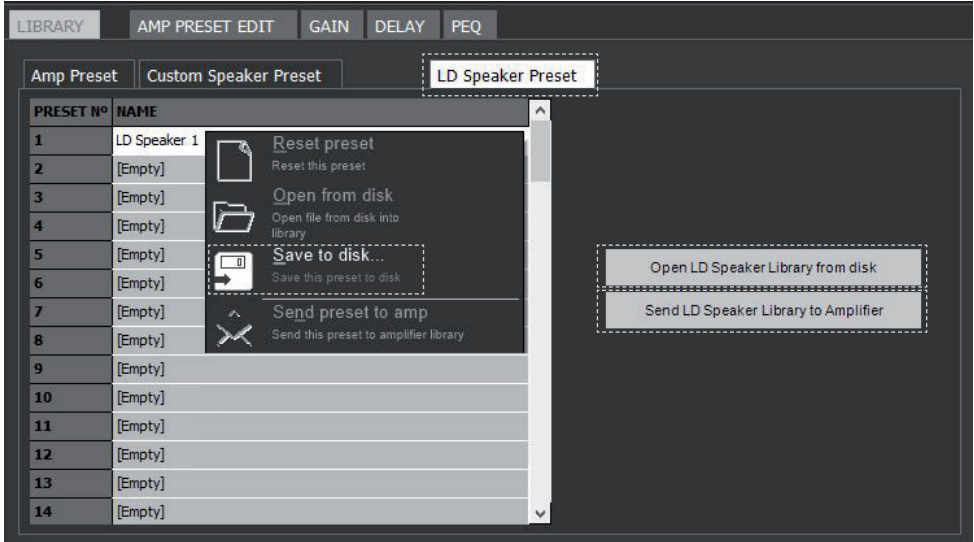 LIBRARY AMP PRESET EDIT GAIN DELAY PEQ
Amp Preset Custom Speaker Preset LD Speaker Preset
PRESET Nº NAME
1 LD Speaker 1
2 [Empty]
3 [Empty]
4 [Empty]
5 [Empty]
6 [Empty]
7 [Empty]
8 [Empty]
9 [Empty]
10 [Empty]
11 [Empty]
12 [Empty]
13 [Empty]
14 [Empty]
Reset preset
Reset this preset
Open from disk
Open file from disk into
library
Save to disk...
Save this preset to disk
Send preset to amp
Send this preset to amplifier library
Open LD Speaker Library from disk
Send LD Speaker Library to Amplifier